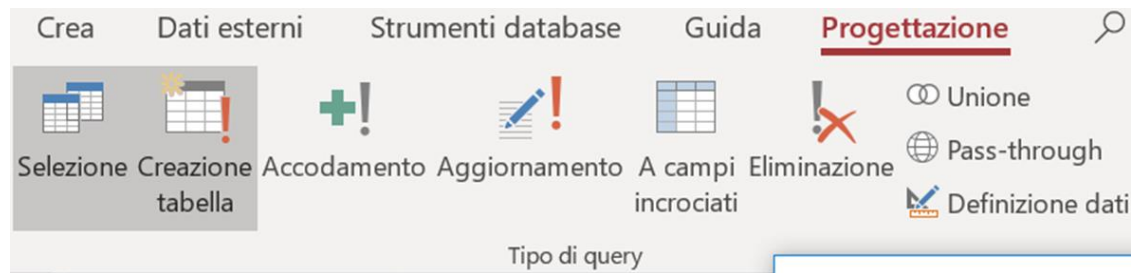 Crea Dati esterni Strumenti database Guida Progettazione
Selezione
Creazione
tabella
Accodamento
Aggiornamento
A campi
incrociati
Eliminazione
Unione
Pass-through
Definizione dati
Tipo di query